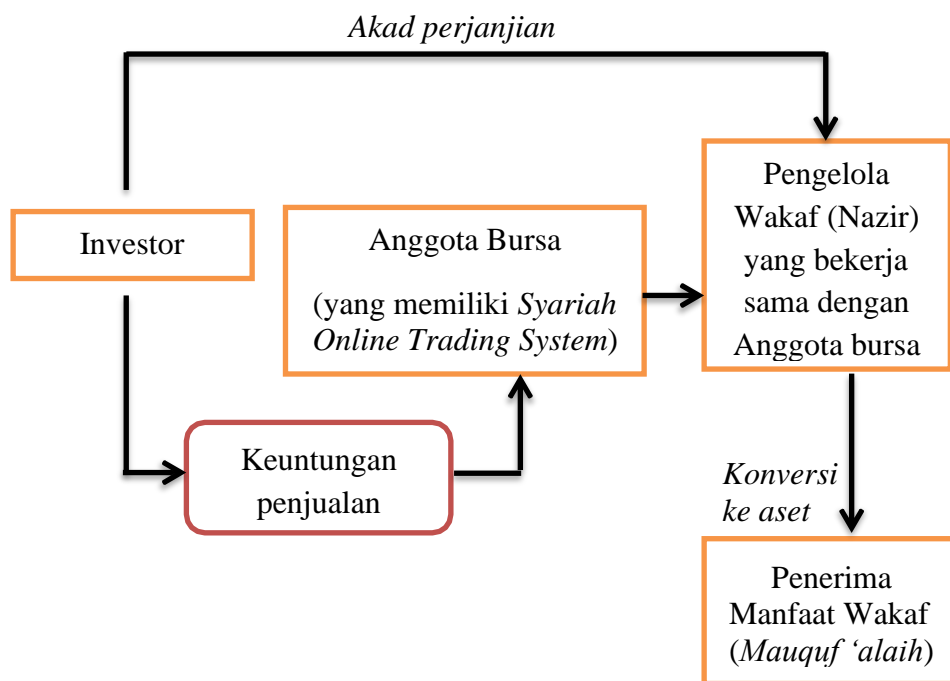 Akad perjanjian
Investor
Anggota Bursa
(yang memiliki Syariah
Online Trading System)
Pengelola
Wakaf (Nazir)
yang bekerja
sama dengan
Anggota bursa
Keuntungan
penjualan
Konversi
ke aset
Penerima
Manfaat Wakaf
(Mauquf ‘alaih)